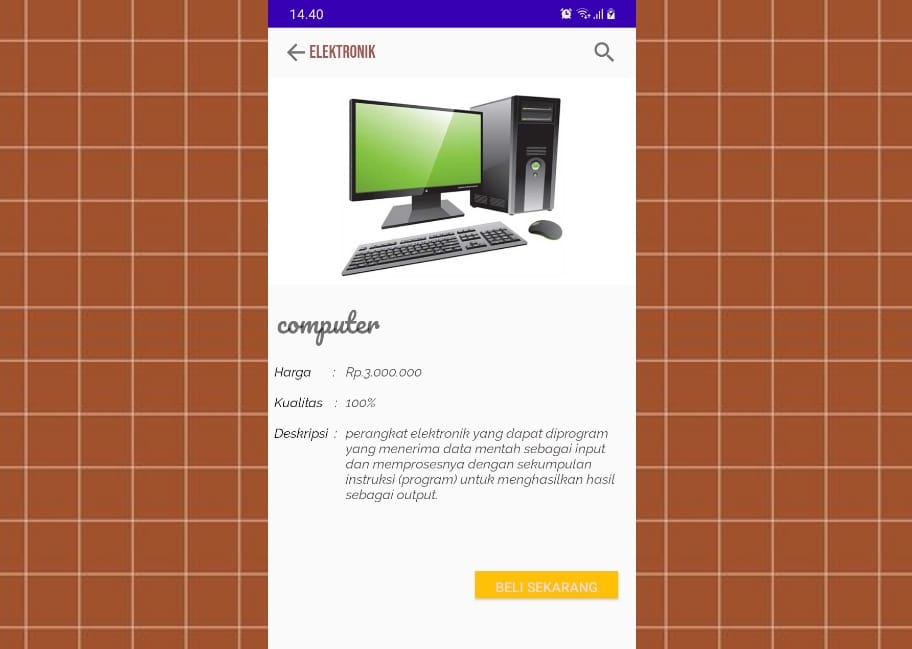 14.40
ELEKTRONIK
computer
Harga : Rp.3.000.000
Kualitas : 100%
Deskripsi : perangkat elektronik yang dapat diprogram
yang menerima data mentah sebagai input
dan memprosesnya dengan sekumpulan
instruksi (program) untuk menghasilkan hasil
sebagai output.
BELI SEKARANG